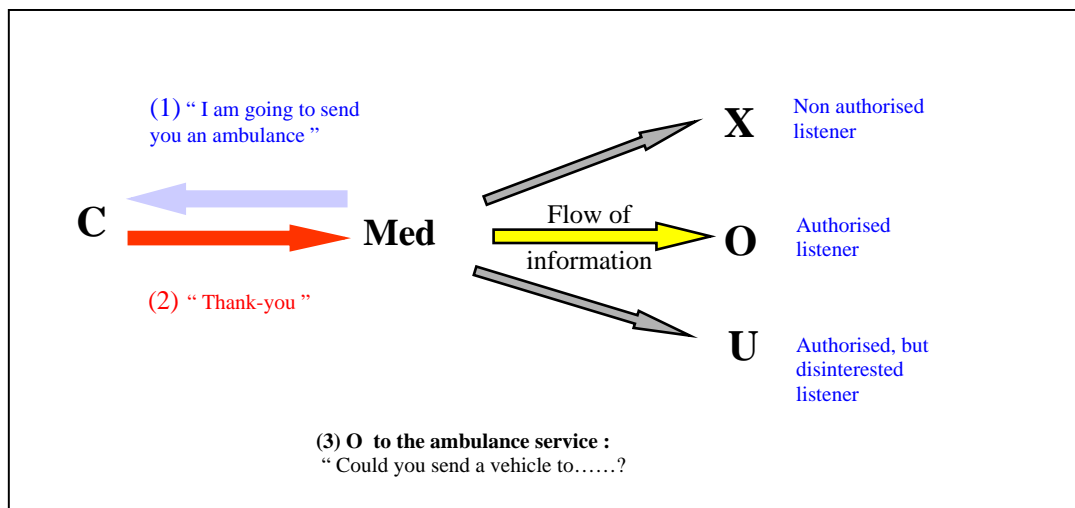 (1) “ I am going to send
you an ambulance ”
C
Med
(2) “ Thank-you ”
Flow of
information
X
Non authorised
listener
O
Authorised
listener
U
Authorised, but
disinterested
listener
(3) O to the ambulance service :
“ Could you send a vehicle to……?